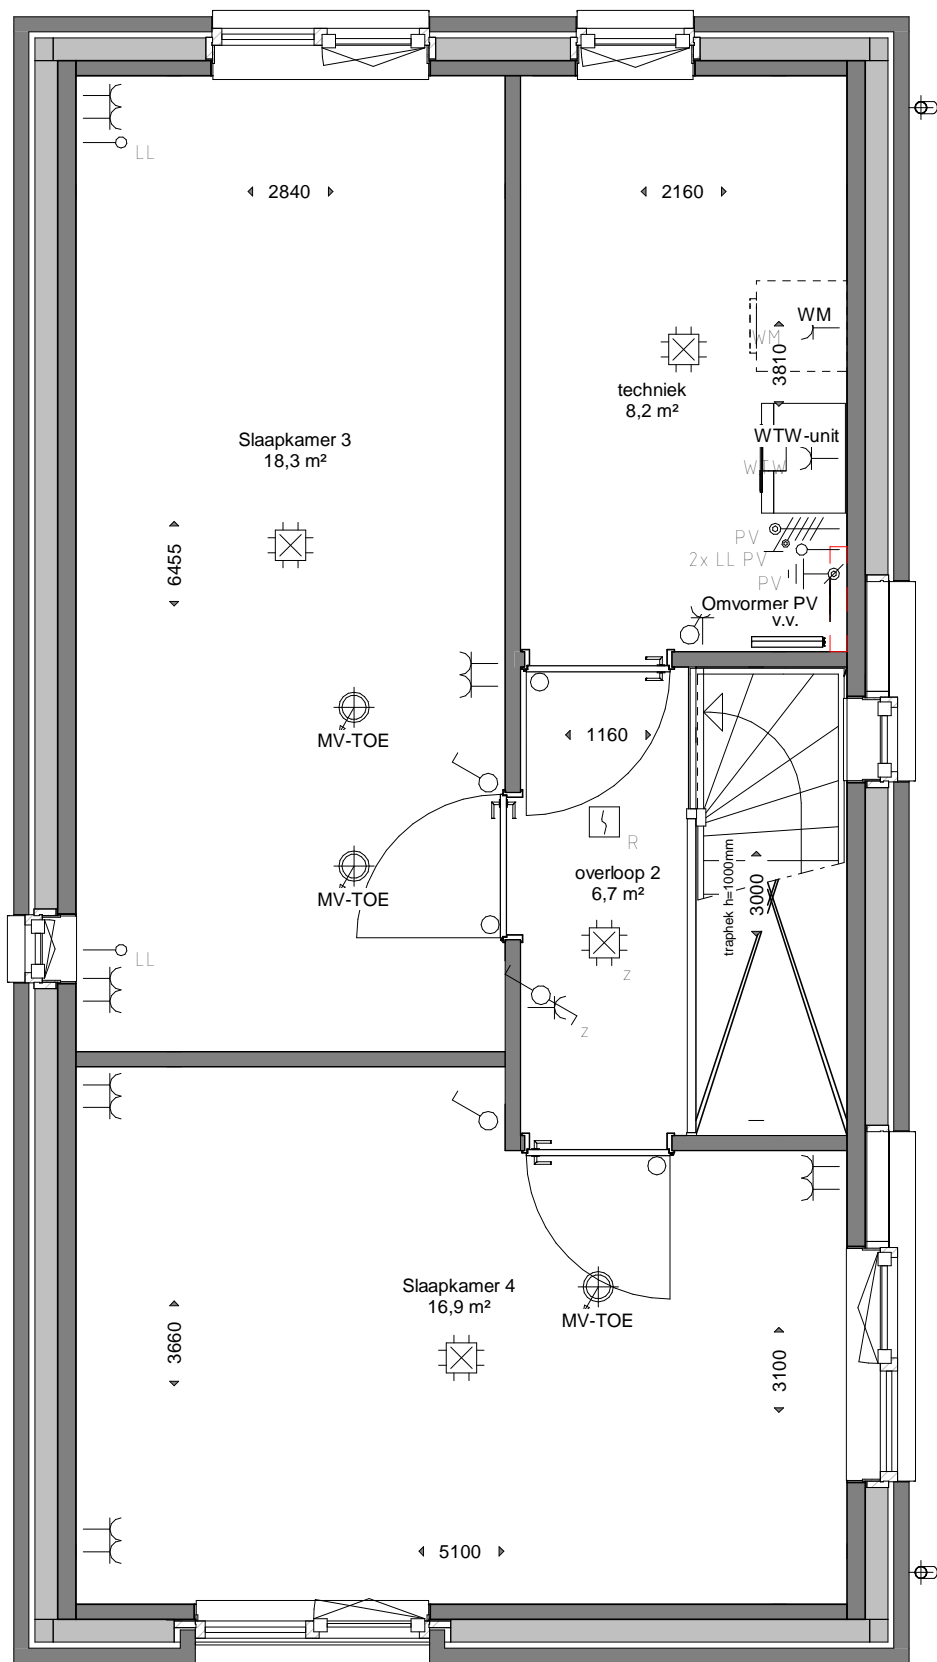 LL
2840
2160
WM
WM
3810
techniek
8,2 m²
Slaapkamer 3
18,3 m²
WTW-unit
WTW
6455
PV
2x LL PV
PV
Omvormer PV
v.v.
MV-TOE
1160
R
overloop 2
6,7 m²
traphek h=1000mm
3000
MV-TOE
LL
z
z
Slaapkamer 4
16,9 m²
MV-TOE
3660
3100
5100